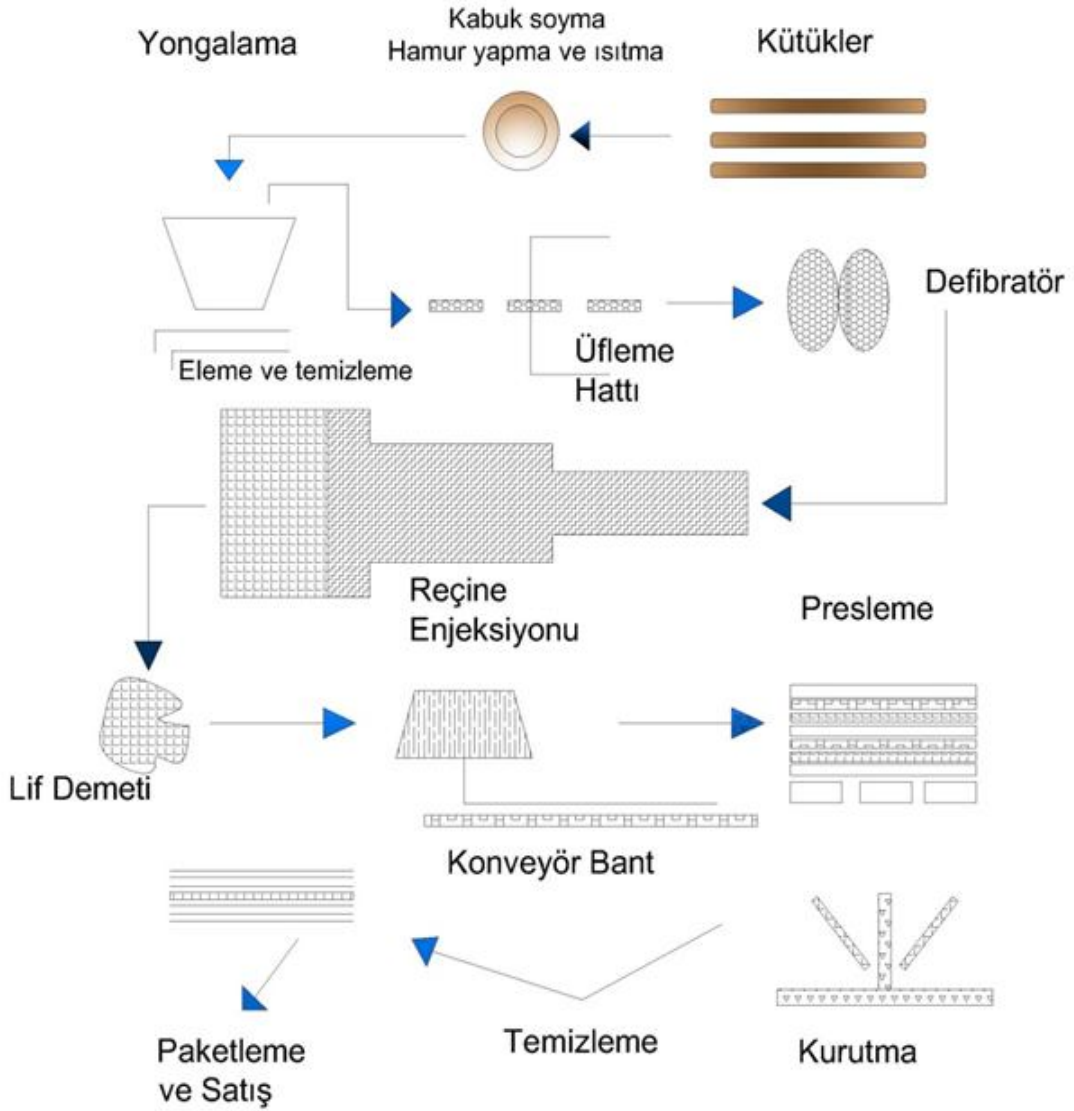 Yongalama
Kabuk soyma
Hamur yapma ve ısıtma
Kütükler
Eleme ve temizleme
Üfleme
Hattı
Defibratör
Reçine
Enjeksiyonu
Presleme
Lif Demeti
Konveyör Bant
Paketleme
ve Satış
Temizleme
Kurutma